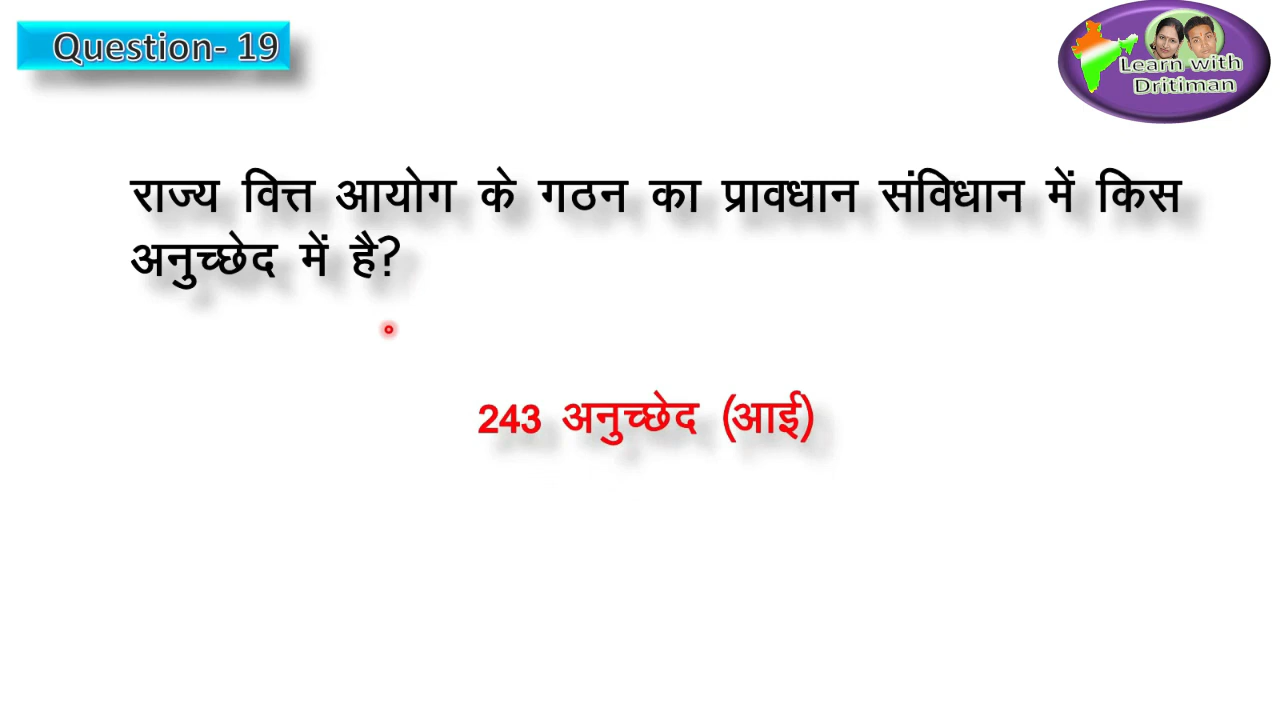 Question- 19
Learn with
Dritiman
राज्य वित्त आयोग के गठन का प्रावधान संविधान में किस
अनुच्छेद में है?
243 अनुच्छेद (आई)